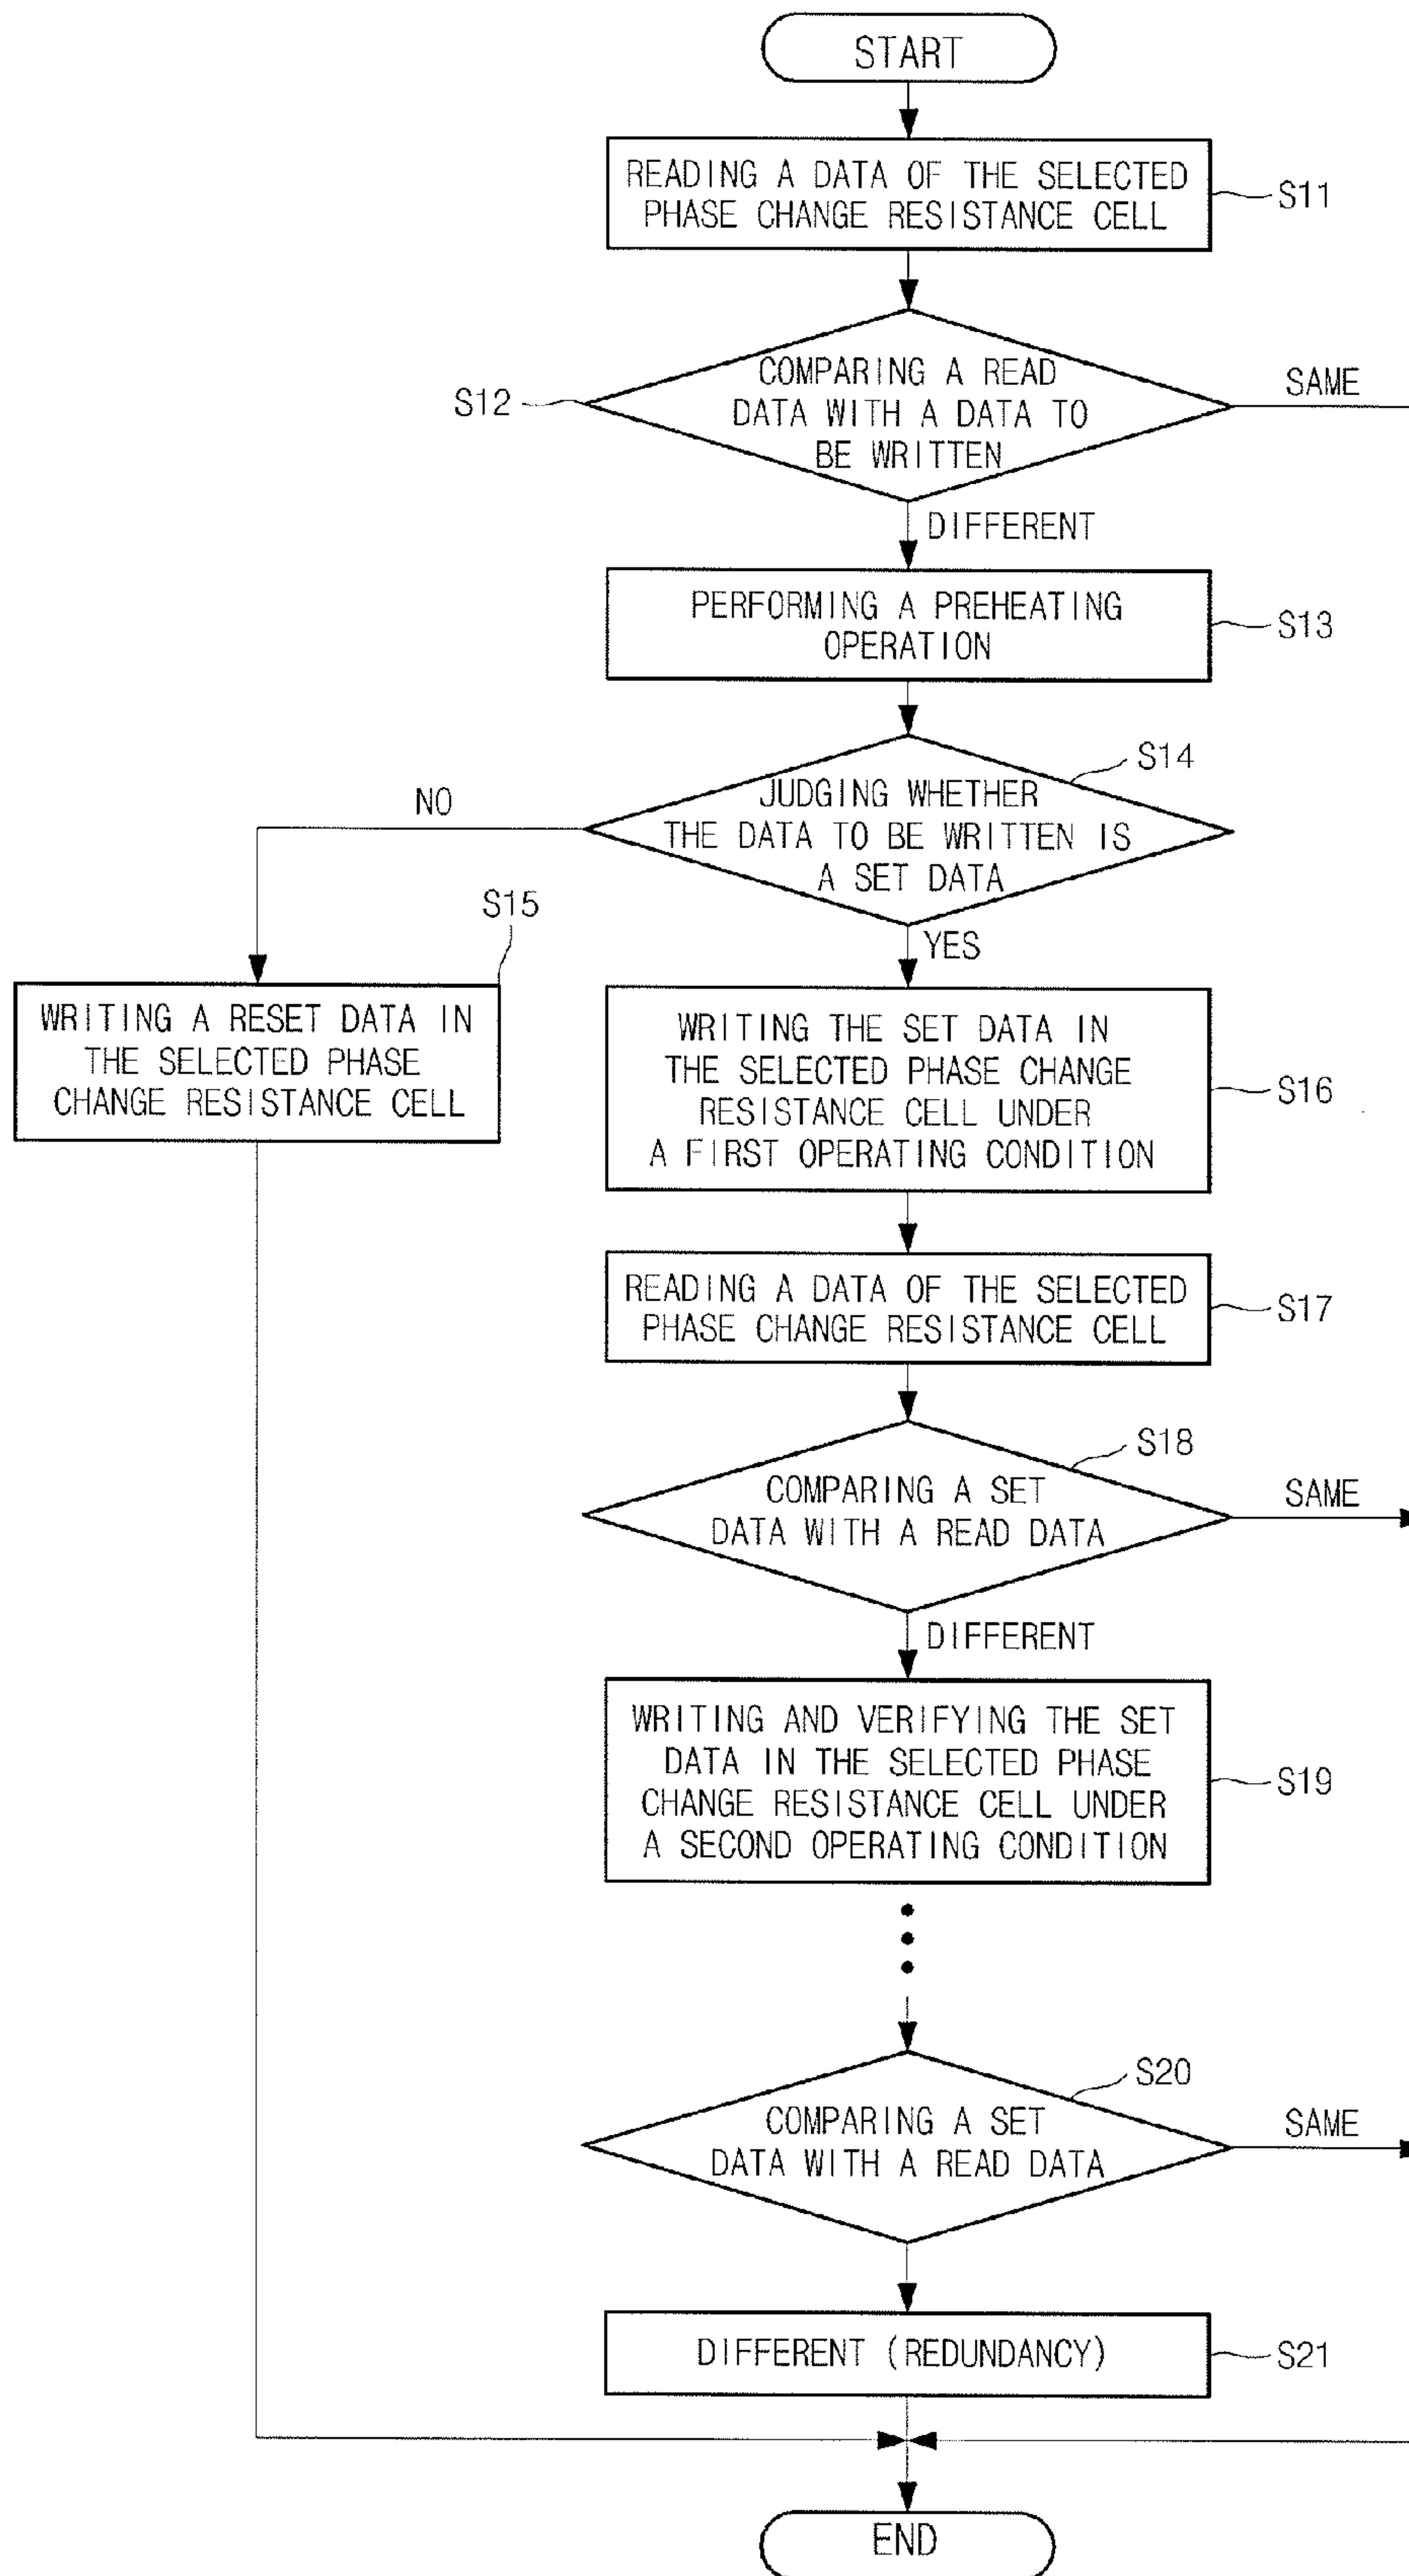 START
READING A DATA OF THE SELECTED
PHASE CHANGE RESISTANCE CELL
S11
COMPARING A READ
DATA WITH A DATA TO
BE WRITTEN
S12
SAME
DIFFERENT
PERFORMING A PREHEATING
OPERATION
S13
S14
JUDGING WHETHER
THE DATA TO BE WRITTEN IS
A SET DATA
NO
YES
S15
WRITING A RESET DATA IN
THE SELECTED PHASE
CHANGE RESISTANCE CELL
WRITING THE SET DATA IN
THE SELECTED PHASE CHANGE
RESISTANCE CELL UNDER
A FIRST OPERATING CONDITION
S16
READING A DATA OF THE SELECTED
PHASE CHANGE RESISTANCE CELL
S17
S18
COMPARING A SET
DATA WITH A READ DATA
SAME
DIFFERENT
WRITING AND VERIFYING THE SET
DATA IN THE SELECTED PHASE
CHANGE RESISTANCE CELL UNDER
A SECOND OPERATING CONDITION
S19
S20
COMPARING A SET
DATA WITH A READ DATA
SAME
DIFFERENT (REDUNDANCY)
S21
END